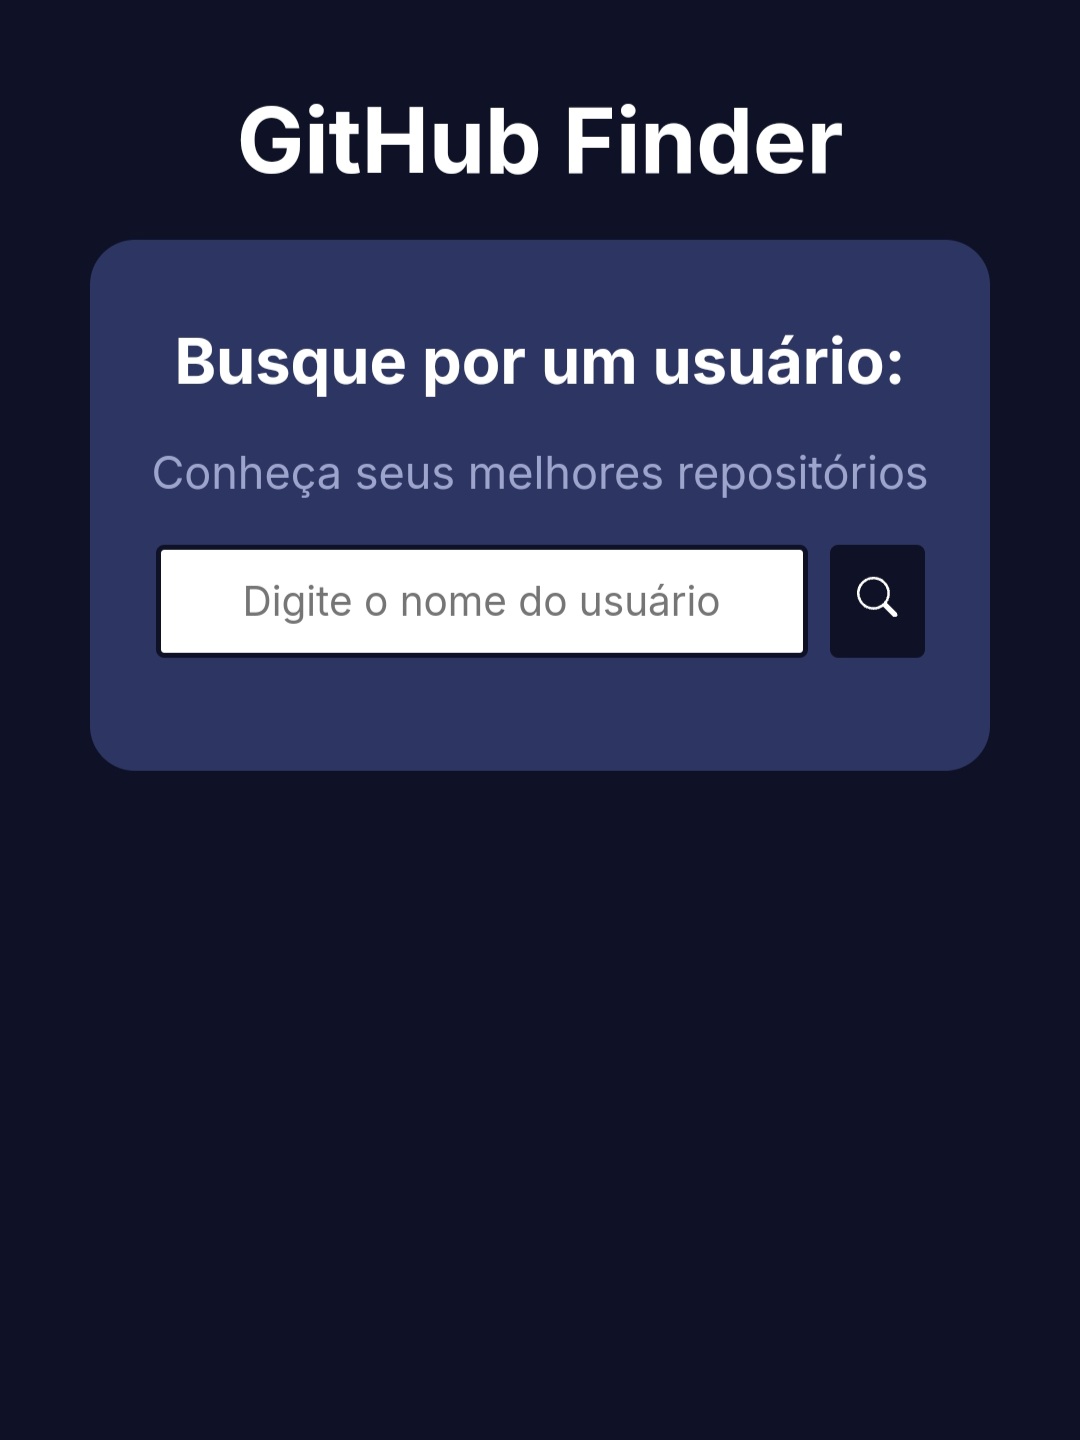 GitHub Finder
Busque por um usuário:
Conheça seus melhores repositórios
Digite o nome do usuário